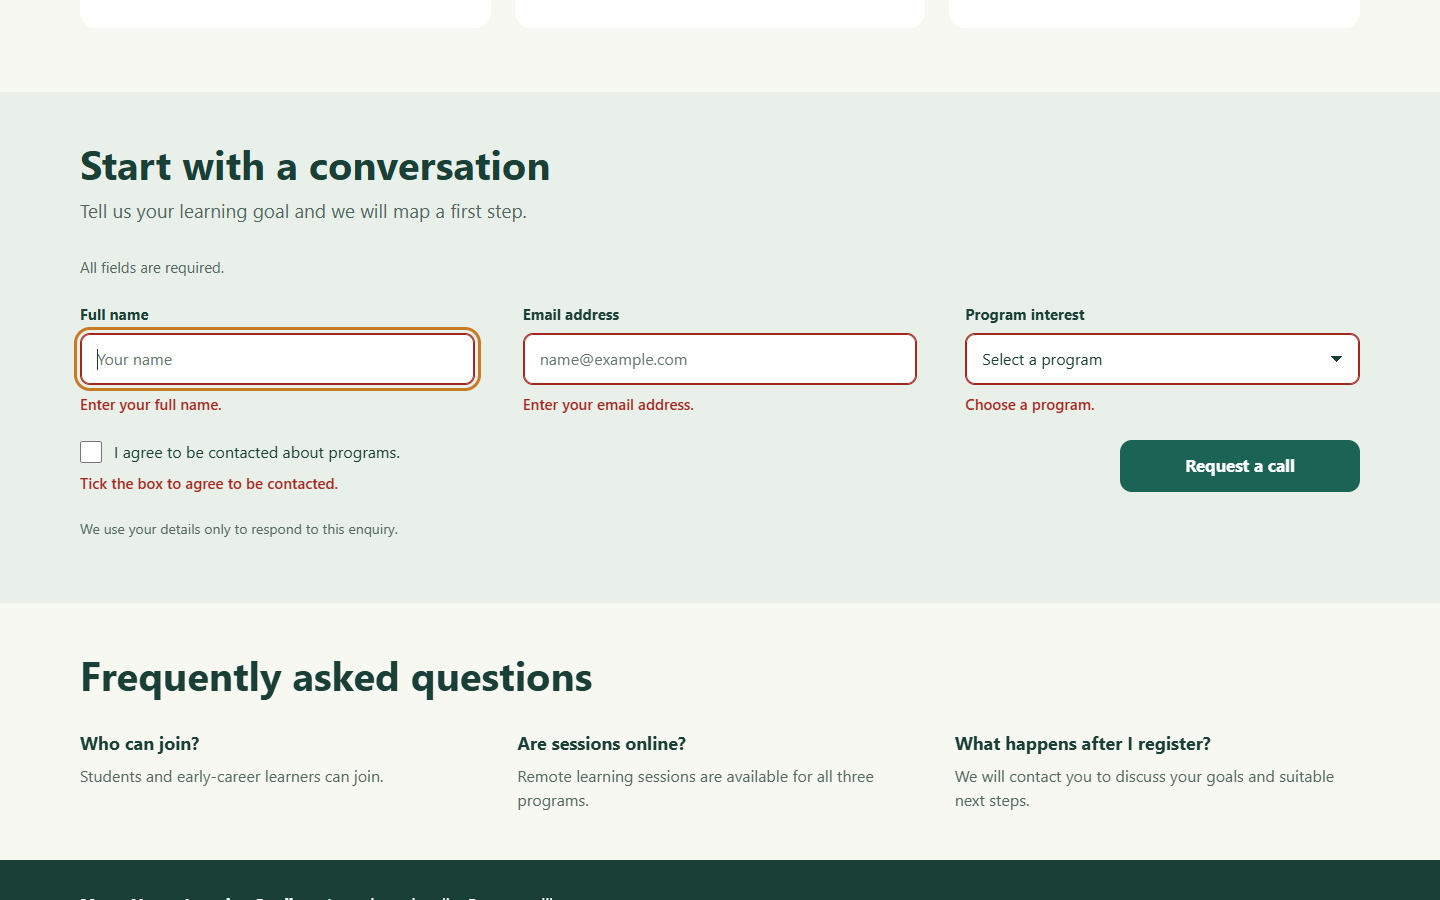 Start with a conversation
Tell us your learning goal and we will map a first step.
All fields are required.
Full name
Email address
Program interest
Your name
name@example.com
Select a program
Enter your full name.
Enter your email address.
Choose a program.
I agree to be contacted about programs.
Request a call
Tick the box to agree to be contacted.
We use your details only to respond to this enquiry.
Frequently asked questions
Who can join?
Are sessions online?
What happens after I register?
Students and early-career learners can join.
Remote learning sessions are available for all three
programs.
We will contact you to discuss your goals and suitable
next steps.